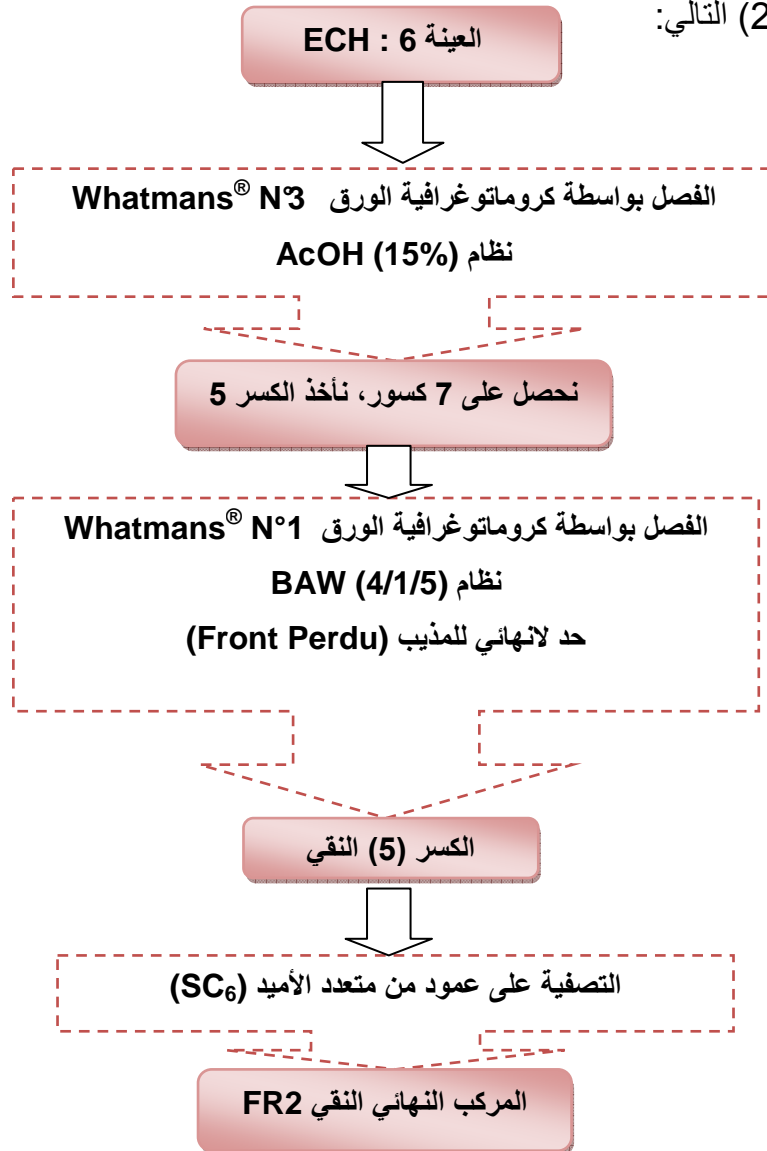 2) التالي:
العينة ECH : 6
الفصل بواسطة كروماتوغرافية الورق Whatmans® N°3
نظام AcOH (15%)
نحصل على 7 كسور، نأخذ الكسر 5
الفصل بواسطة كروماتوغرافية الورق Whatmans® N°1
نظام BAW (4/1/5)
حد لانهائي للمذيب (Front Perdu)
الكسر (5) النقي
التصفية على عمود من متعدد الأميد (SC₆)
المركب النهائي النقي FR2